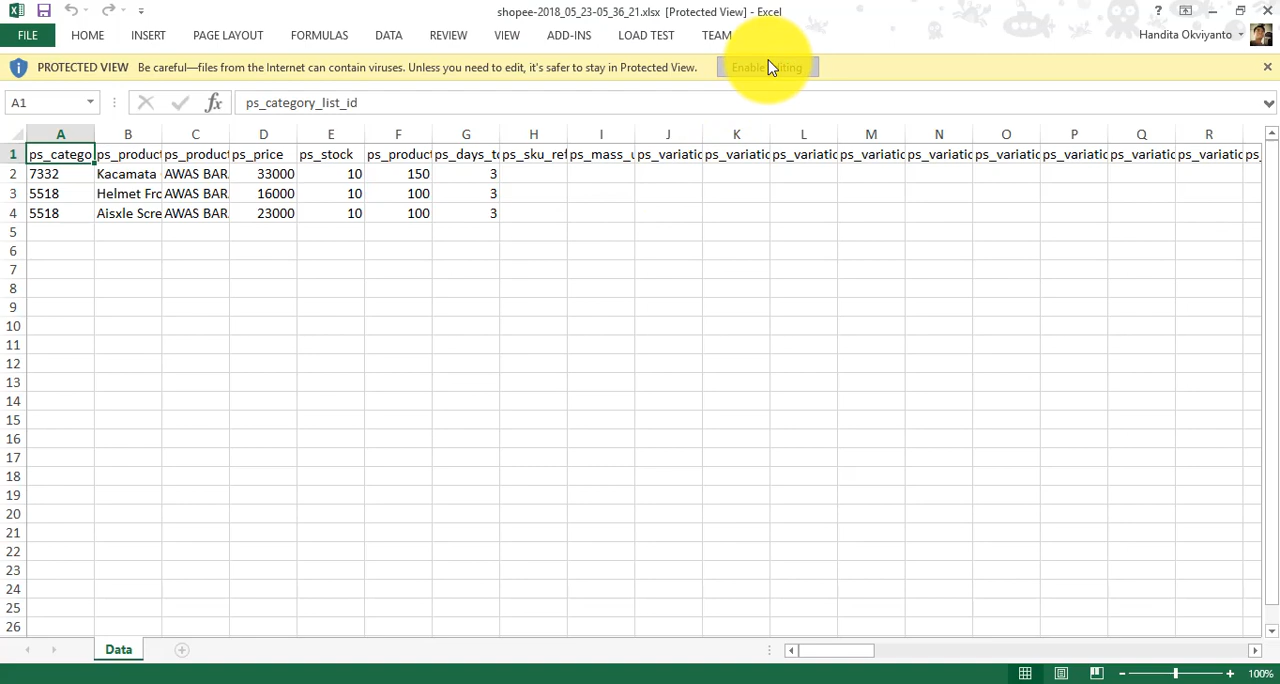 shopee-2018_05_23-05_36_21.xlsx [Protected View] - Excel
FILE HOME INSERT PAGE LAYOUT FORMULAS DATA REVIEW VIEW ADD-INS LOAD TEST TEAM Handita Okviyanto
PROTECTED VIEW Be careful—files from the Internet can contain viruses. Unless you need to edit, it's safer to stay in Protected View. Enable Editing
A1 fx ps_category_list_id
A B C D E F G H I J K L M N O P Q R
1 ps_catego ps_product ps_product ps_price ps_stock ps_product ps_days_to ps_sku_ref ps_mass_u ps_variatio ps_variatic ps_variatic ps_variatic ps_variatic ps_variatic ps_variatic ps_variatic ps_variatic ps_
2 7332 Kacamata AWAS BAR. 33000 10 150 3
3 5518 Helmet Fro AWAS BAR. 16000 10 100 3
4 5518 Aisxle Scre AWAS BAR. 23000 10 100 3
5
6
7
8
9
10
11
12
13
14
15
16
17
18
19
20
21
22
23
24
25
26
Data
100%